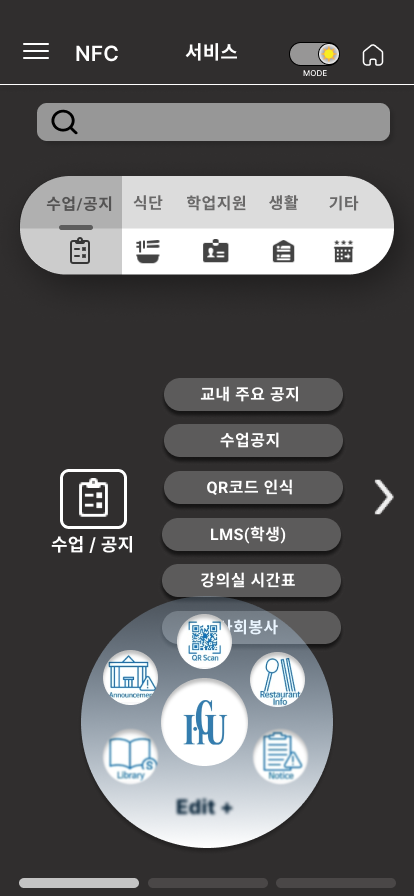 NFC
서비스
MODE
수업/공지
식단
학업지원
생활
기타
수업 / 공지
교내 주요 공지
수업공지
QR코드 인식
LMS(학생)
강의실 시간표
회봉사
QR Scan
Announcement
Restaurant
Info
Library
Notice
Edit +